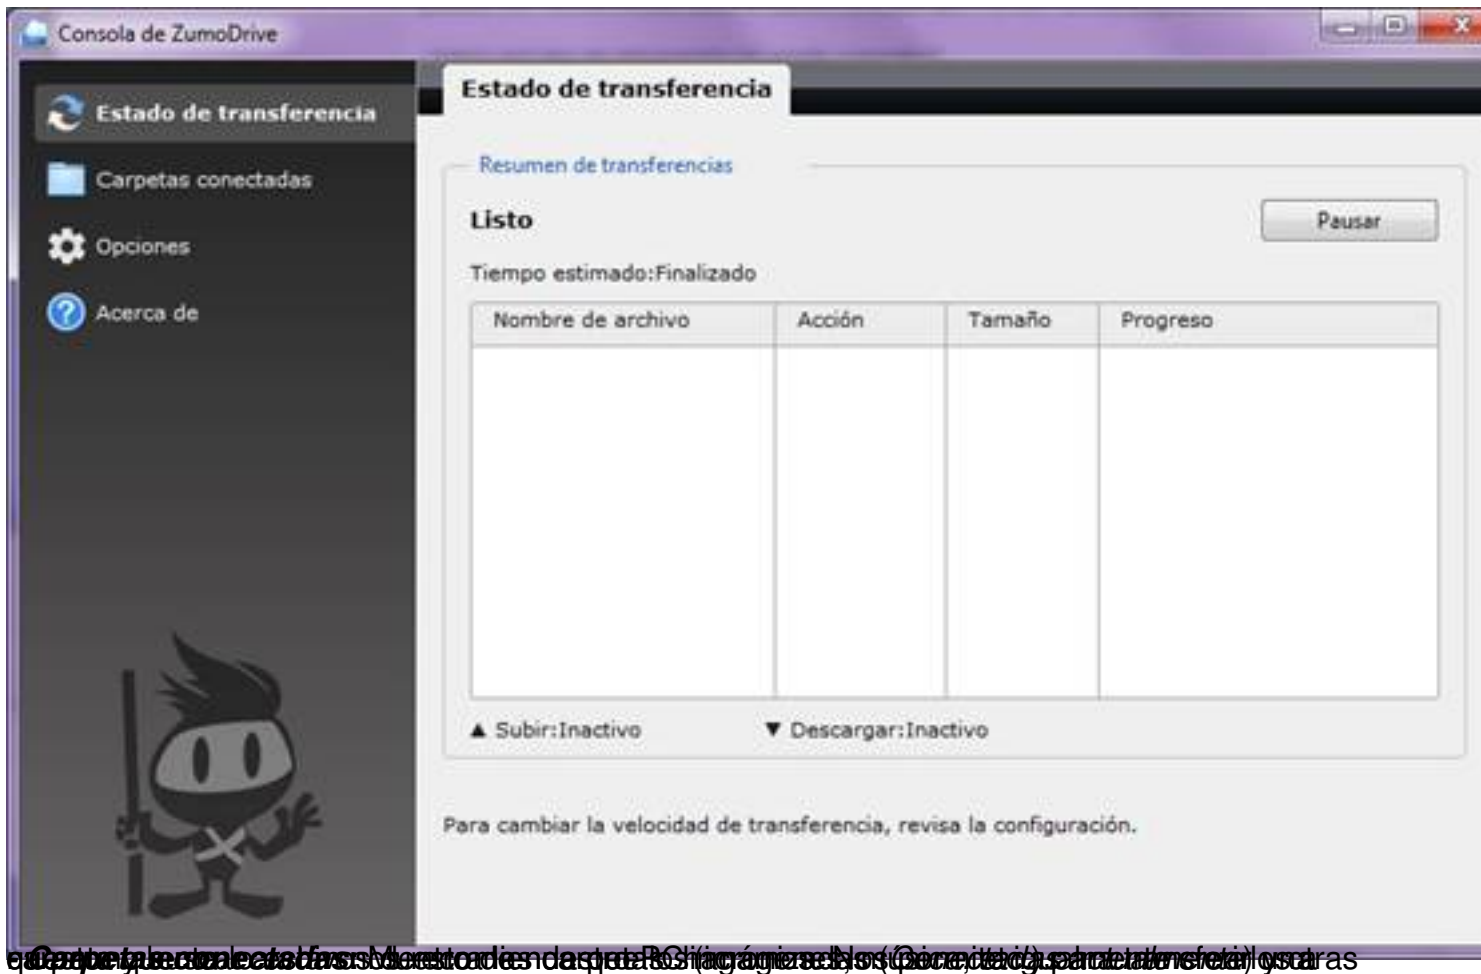 Consola de ZumoDrive
Estado de transferencia
Carpetas conectadas
Opciones
Acerca de
Estado de transferencia
Resumen de transferencias
Listo
Pausar
Tiempo estimado:Finalizado
Nombre de archivo Acción Tamaño Progreso
▲ Subir:Inactivo ▼ Descargar:Inactivo
Para cambiar la velocidad de transferencia, revisa la configuración.